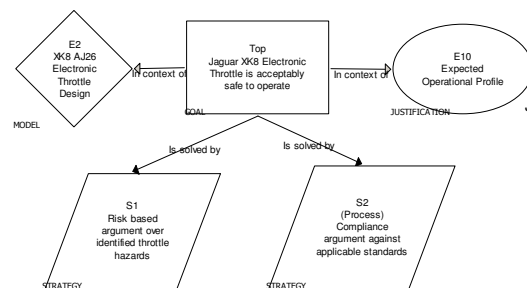 E2
XK8 AJ26
Electronic
Throttle
Design
MODEL
In context of
Top
Jaguar XK8 Electronic
Throttle is acceptably
safe to operate
GOAL
In context of
E10
Expected
Operational Profile
JUSTIFICATION
Is solved by
Is solved by
S1
Risk based
argument over
identified throttle
hazards
STRATEGY
S2
(Process)
Compliance
argument against
applicable standards
STRATEGY